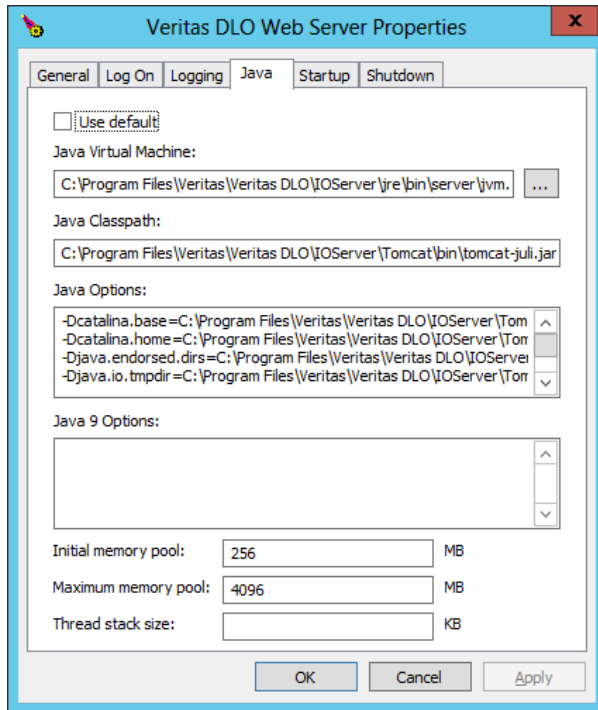 Veritas DLO Web Server Properties
x
General Log On Logging Java Startup Shutdown
Use default
Java Virtual Machine:
C:\Program Files\Veritas\Veritas DLO\IOServer\jre\bin\server\jvm.
...
Java Classpath:
C:\Program Files\Veritas\Veritas DLO\IOServer\Tomcat\bin\tomcat-juli.jar
Java Options:
-Dcatalina.base=C:\Program Files\Veritas\Veritas DLO\IOServer\Tom
-Dcatalina.home=C:\Program Files\Veritas\Veritas DLO\IOServer\Tom
-Djava.endorsed.dirs=C:\Program Files\Veritas\Veritas DLO\IOServer
-Djava.io.tmpdir=C:\Program Files\Veritas\Veritas DLO\IOServer\Tom
Java 9 Options:
Initial memory pool: 256 MB
Maximum memory pool: 4096 MB
Thread stack size: KB
OK Cancel Apply